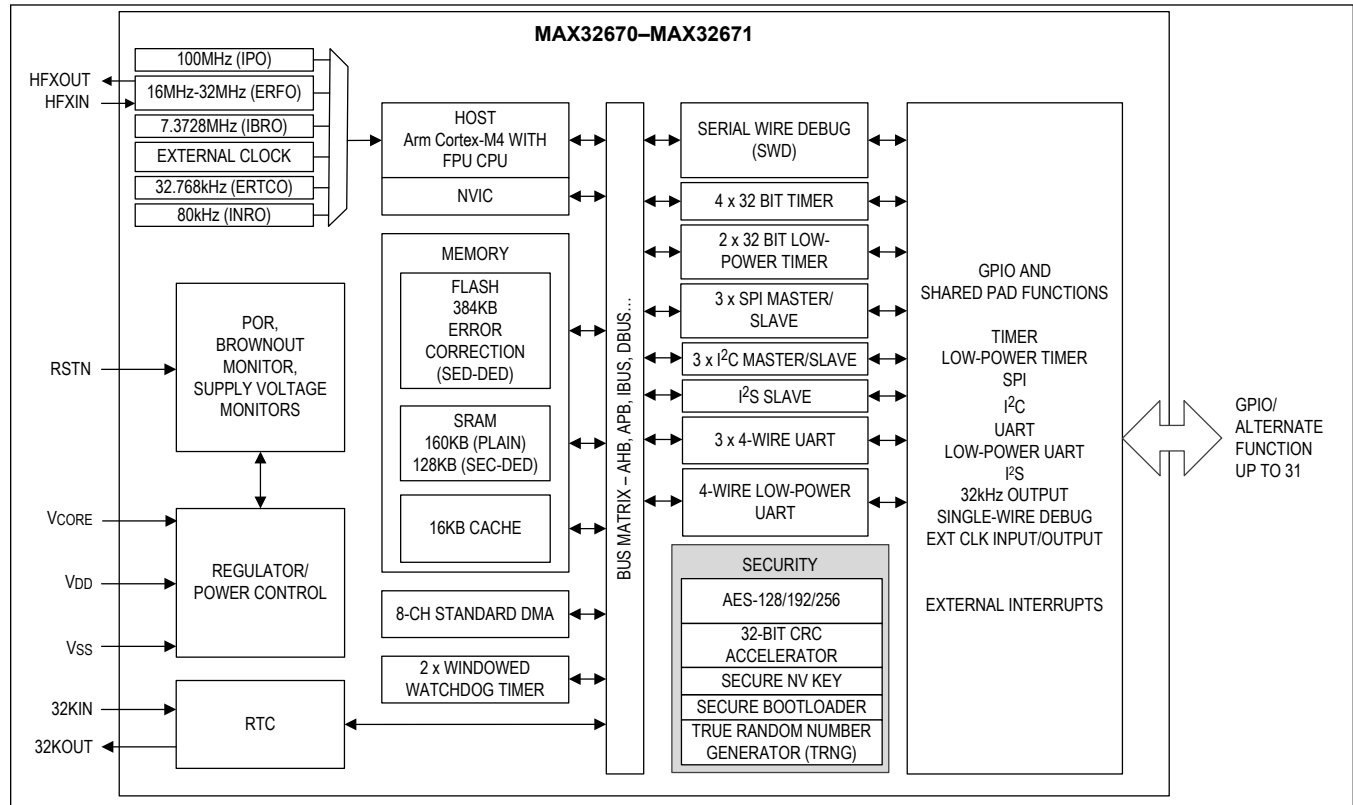 MAX32670–MAX32671
100MHz (IPO)
HFXOUT
HFXIN
16MHz-32MHz (ERFO)
7.3728MHz (IBRO)
EXTERNAL CLOCK
32.768kHz (ERTCO)
80kHz (INRO)
HOST
Arm Cortex-M4 WITH
FPU CPU
NVIC
MEMORY
FLASH
384KB
ERROR
CORRECTION
(SED-DED)
SRAM
160KB (PLAIN)
128KB (SEC-DED)
16KB CACHE
RSTN
POR,
BROWNOUT
MONITOR,
SUPPLY VOLTAGE
MONITORS
VCORE
VDD
VSS
REGULATOR/
POWER CONTROL
8-CH STANDARD DMA
2 x WINDOWED
WATCHDOG TIMER
32KIN
32KOUT
RTC
BUS MATRIX – AHB, APB, IBUS, DBUS...
SERIAL WIRE DEBUG
(SWD)
4 x 32 BIT TIMER
2 x 32 BIT LOW-
POWER TIMER
3 x SPI MASTER/
SLAVE
3 x I2C MASTER/SLAVE
I2S SLAVE
3 x 4-WIRE UART
4-WIRE LOW-POWER
UART
SECURITY
AES-128/192/256
32-BIT CRC
ACCELERATOR
SECURE NV KEY
SECURE BOOTLOADER
TRUE RANDOM NUMBER
GENERATOR (TRNG)
GPIO AND
SHARED PAD FUNCTIONS
TIMER
LOW-POWER TIMER
SPI
I2C
UART
LOW-POWER UART
I2S
32kHz OUTPUT
SINGLE-WIRE DEBUG
EXT CLK INPUT/OUTPUT
EXTERNAL INTERRUPTS
GPIO/
ALTERNATE
FUNCTION
UP TO 31